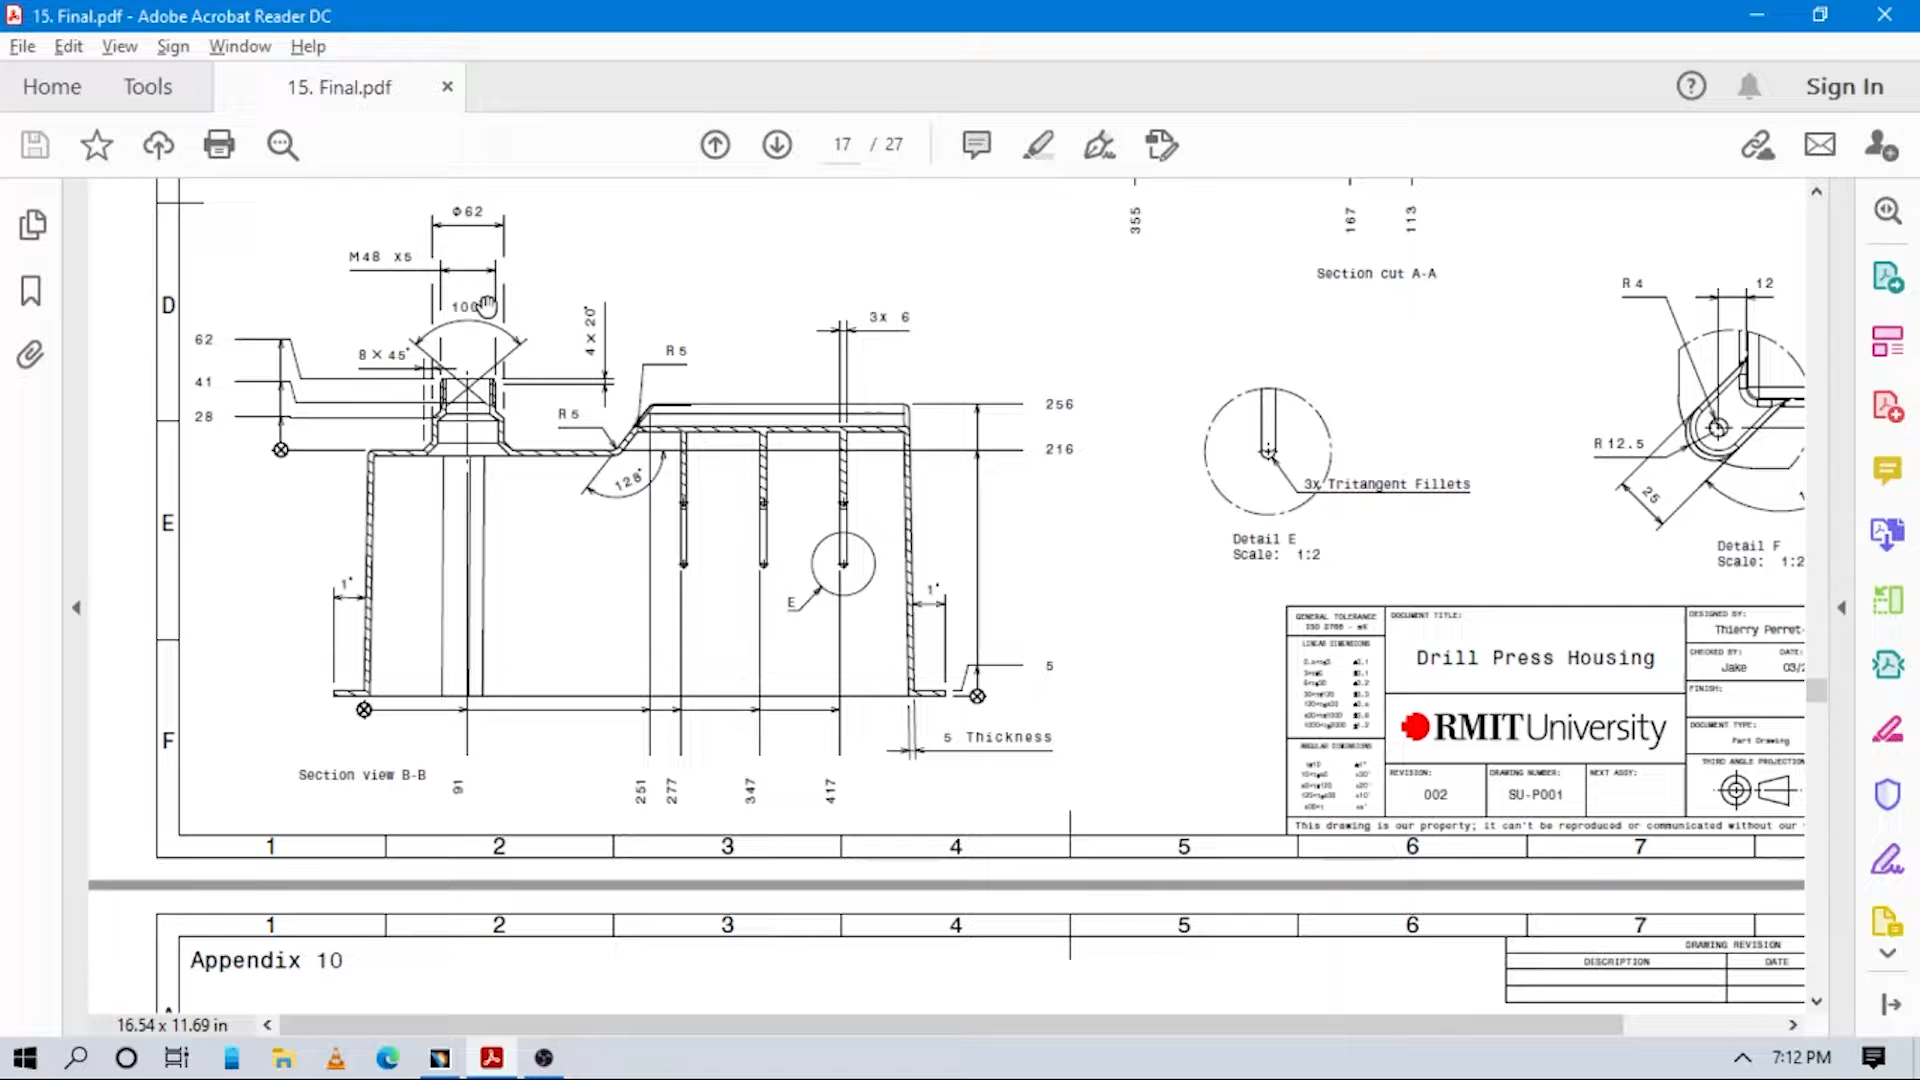 15. Final.pdf - Adobe Acrobat Reader DC
File Edit View Sign Window Help
Home Tools 15. Final.pdf Sign In
17 / 27
355
167
113
Φ62
M48 X5
Section cut A-A
R 4
12
D
100
4 × 20°
3x 6
62
8 × 45°
R 5
41
256
R 5
28
R 12.5
216
128°
3x Tritangent Fillets
25
E
Detail E
Scale: 1:2
Detail F
Scale: 1:2
1°
1°
E
GENERAL TOLERANCE
ISO 2768 - mK
DOCUMENT TITLE:
DESIGNED BY:
Thierry Perret-
LINEAR DIMENSIONS
Drill Press Housing
CHECKED BY: DATE:
Jake 03/2
5
FINISH:
RMIT University
DOCUMENT TYPE:
Part Drawing
F
5 Thickness
ANGULAR DIMENSIONS
THIRD ANGLE PROJECTION
Section view B-B
REVISION:
DRAWING NUMBER:
NEXT ASSY:
91
251
277
347
417
002
SU-P001
This drawing is our property; it can't be reproduced or communicated without our
1 2 3 4 5 6 7
1 2 3 4 5 6 7
Appendix 10
DRAWING REVISION
DESCRIPTION DATE
16.54 x 11.69 in
7:12 PM